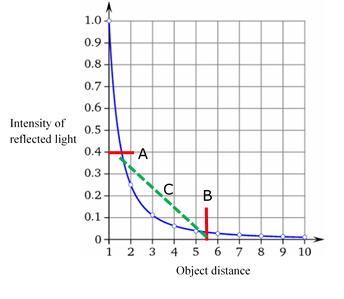 1.0
0.9
0.8
0.7
0.6
0.5
Intensity of
reflected light
0.4
A
0.3
C
B
0.2
0.1
0
1 2 3 4 5 6 7 8 9 10
Object distance